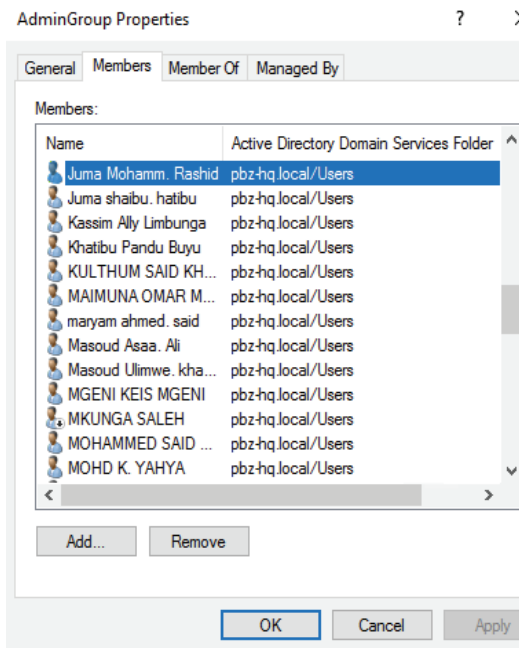 AdminGroup Properties ?
General Members Member Of Managed By
Members:
Name Active Directory Domain Services Folder
Juma Mohamm. Rashid pbz-hq.local/Users
Juma shaibu. hatibu pbz-hq.local/Users
Kassim Ally Limbunga pbz-hq.local/Users
Khatibu Pandu Buyu pbz-hq.local/Users
KULTHUM SAID KH... pbz-hq.local/Users
MAIMUNA OMAR M... pbz-hq.local/Users
maryam ahmed. said pbz-hq.local/Users
Masoud Asaa. Ali pbz-hq.local/Users
Masoud Ulimwe. kha... pbz-hq.local/Users
MGENI KEIS MGENI pbz-hq.local/Users
MKUNGA SALEH pbz-hq.local/Users
MOHAMMED SAID ... pbz-hq.local/Users
MOHD K. YAHYA pbz-hq.local/Users
Add... Remove
OK Cancel Apply